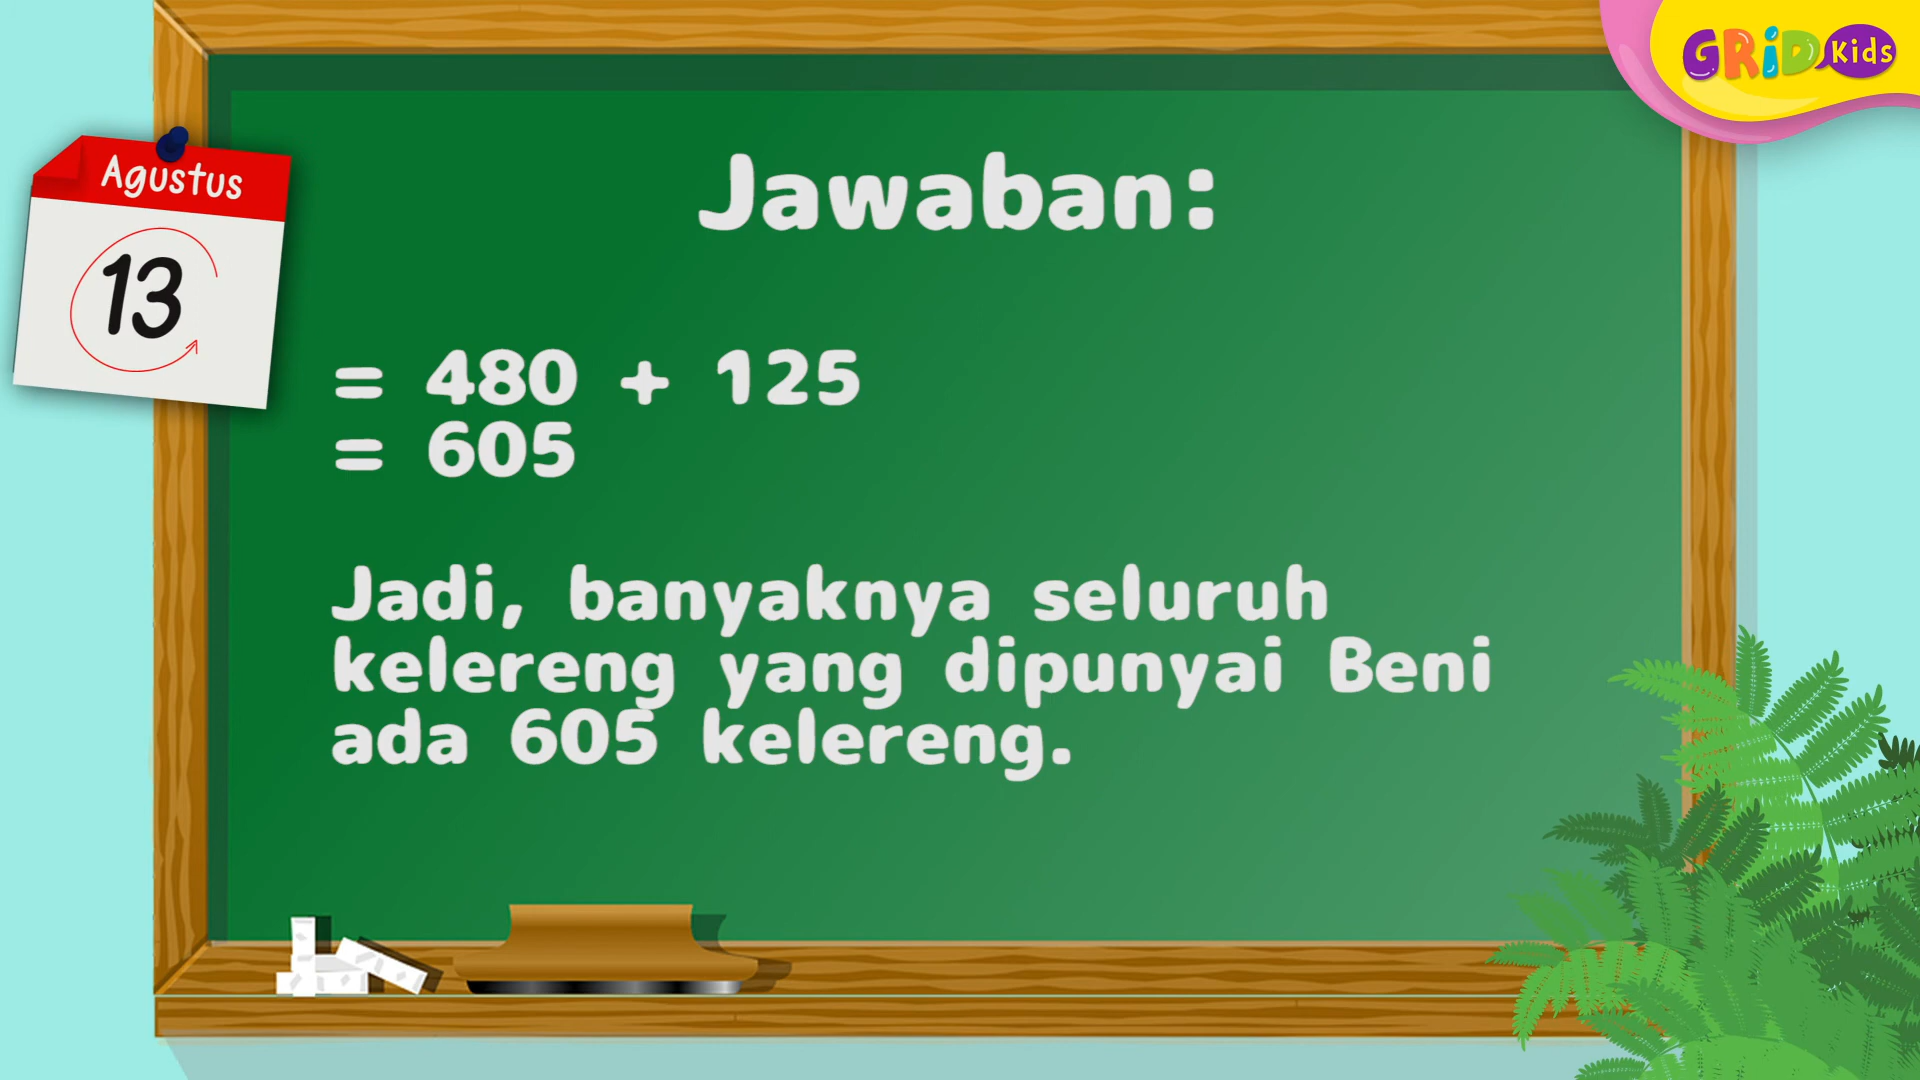 GRiD Kids
Agustus
13
Jawaban:
= 480 + 125
= 605
Jadi, banyaknya seluruh
kelereng yang dipunyai Beni
ada 605 kelereng.